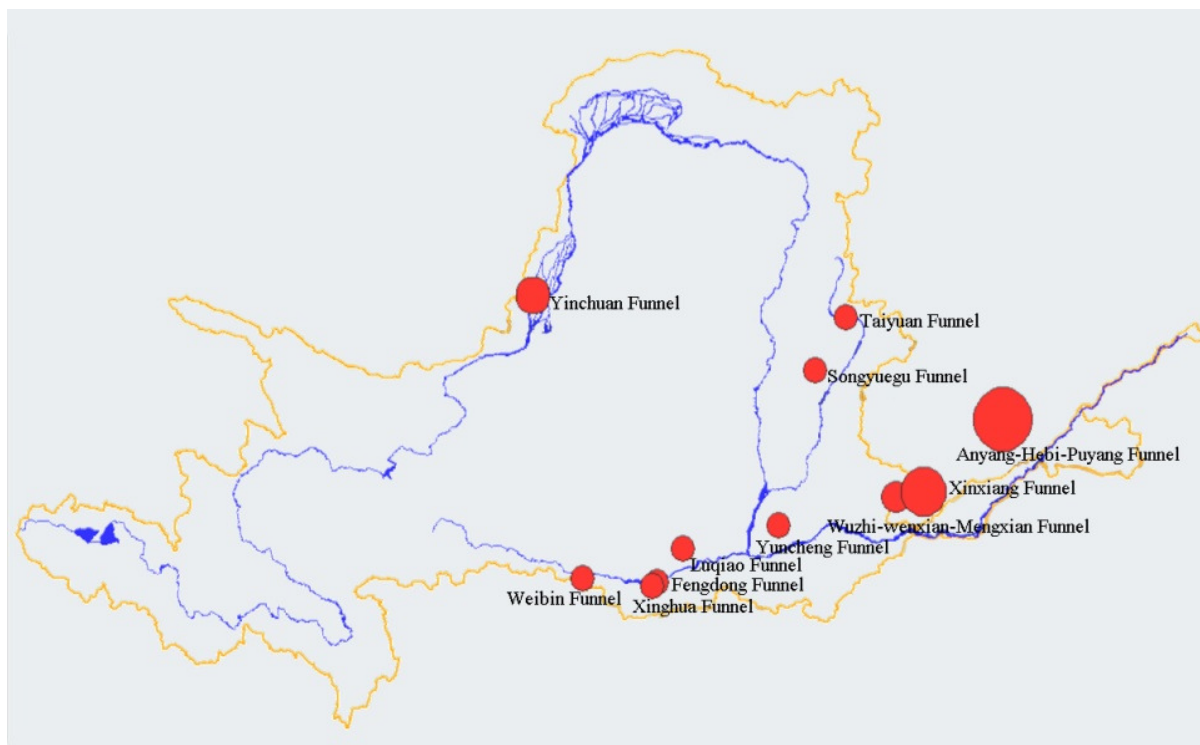 Yinchuan Funnel
Taiyuan Funnel
Songyuegu Funnel
Anyang-Hebi-Puyang Funnel
Xinxiang Funnel
Wuzhi-wenxian-Mengxian Funnel
Yuncheng Funnel
Luqiao Funnel
Fengdong Funnel
Weibin Funnel
Xinghua Funnel